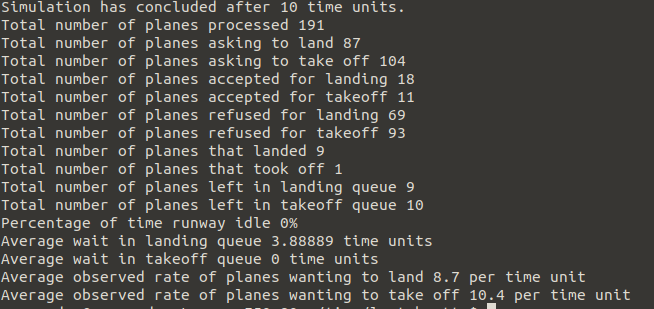 Simulation has concluded after 10 time units.
Total number of planes processed 191
Total number of planes asking to land 87
Total number of planes asking to take off 104
Total number of planes accepted for landing 18
Total number of planes accepted for takeoff 11
Total number of planes refused for landing 69
Total number of planes refused for takeoff 93
Total number of planes that landed 9
Total number of planes that took off 1
Total number of planes left in landing queue 9
Total number of planes left in takeoff queue 10
Percentage of time runway idle 0%
Average wait in landing queue 3.88889 time units
Average wait in takeoff queue 0 time units
Average observed rate of planes wanting to land 8.7 per time unit
Average observed rate of planes wanting to take off 10.4 per time unit